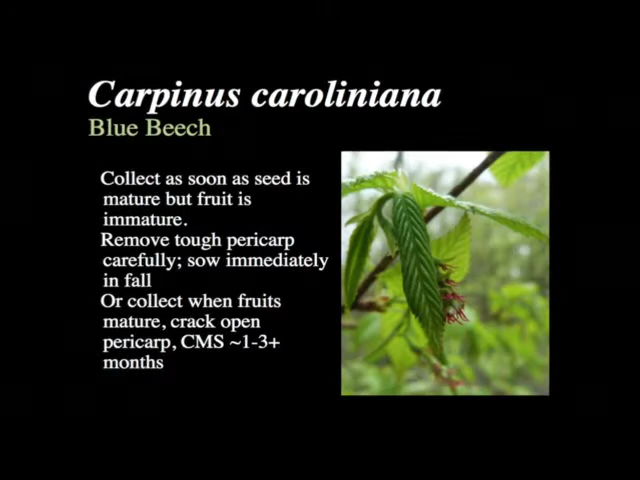 Carpinus caroliniana
Blue Beech
Collect as soon as seed is
mature but fruit is
immature.
Remove tough pericarp
carefully; sow immediately
in fall
Or collect when fruits
mature, crack open
pericarp, CMS ~1-3+
months